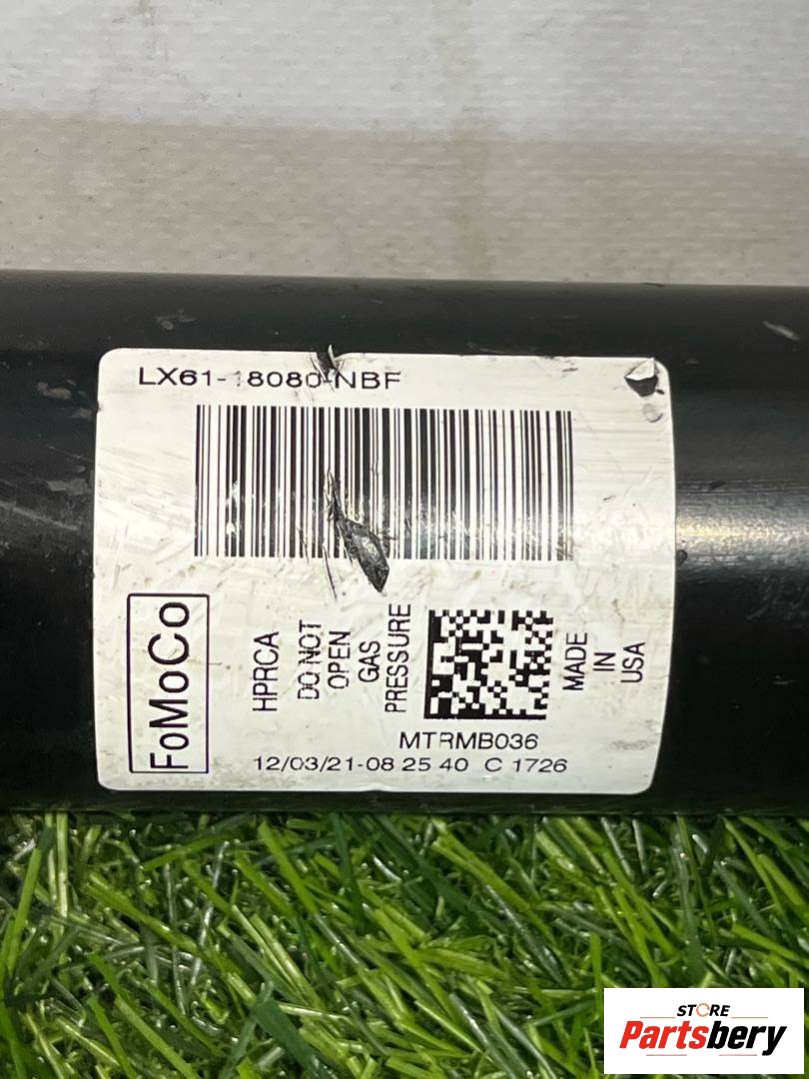 LX61-18080-NBF
FoMoCo
HPRCA
DO NOT
OPEN
GAS
PRESSURE
MADE
IN
USA
MTRMB036
12/03/21-08 25 40 C 1726
STORE
Partsbery